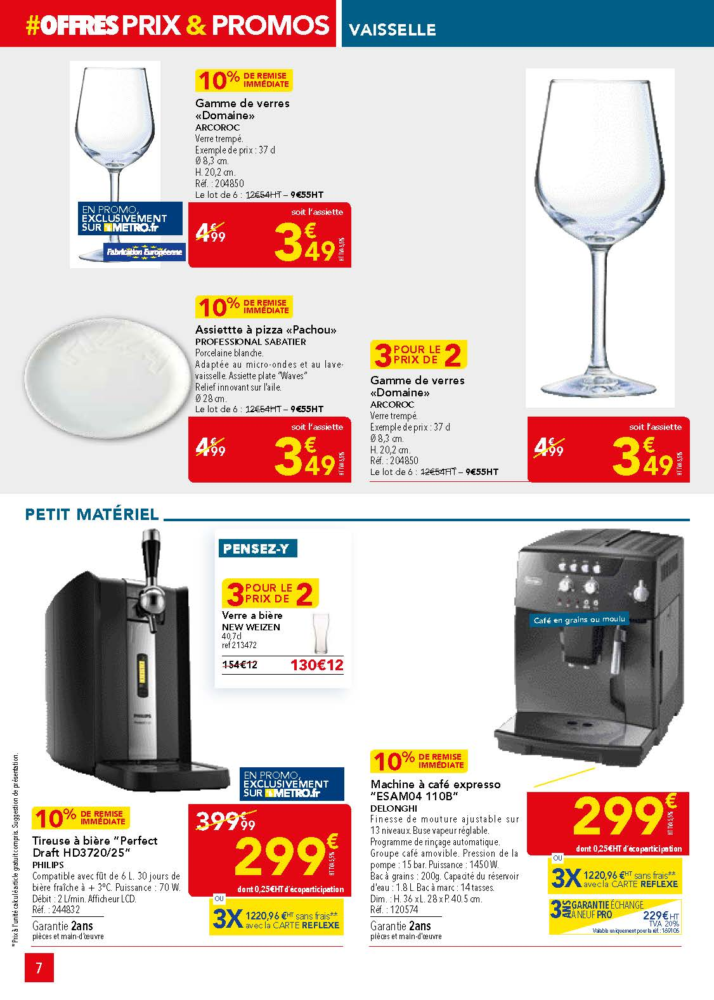 #OFFRES PRIX & PROMOS
VAISSELLE
10% DE REMISE IMMÉDIATE
Gamme de verres
«Domaine»
ARCOROC
Verre trempé.
Exemple de prix : 37 cl
Ø 8,3 cm.
H. 20,2 cm.
Réf. : 204850
Le lot de 6 : 12€54HT – 9€55HT
EN PROMO,
EXCLUSIVEMENT
SUR METRO.fr
Fabrication Européenne
soit l'assiette
4€99
3€49
HT TVA 5,5%
10% DE REMISE IMMÉDIATE
Assiettte à pizza «Pachou»
PROFESSIONAL SABATIER
Porcelaine blanche.
Adaptée au micro-ondes et au lave-
vaisselle. Assiette plate “Waves”
Relief innovant sur l'aile.
Ø 28 cm.
Le lot de 6 : 12€54HT – 9€55HT
soit l'assiette
4€99
3€49
HT TVA 5,5%
3 POUR LE PRIX DE 2
Gamme de verres
«Domaine»
ARCOROC
Verre trempé.
Exemple de prix : 37 cl
Ø 8,3 cm.
H. 20,2 cm.
Réf. : 204850
Le lot de 6 : 12€54HT – 9€55HT
soit l'assiette
4€99
3€49
HT TVA 5,5%
PETIT MATÉRIEL
PENSEZ-Y
3 POUR LE PRIX DE 2
Verre a bière
NEW WEIZEN
40,7cl
ref 213472
154€12 130€12
PHILIPS
EN PROMO,
EXCLUSIVEMENT
SUR METRO.fr
10% DE REMISE IMMÉDIATE
Tireuse à bière “Perfect
Draft HD3720/25“
PHILIPS
Compatible avec fût de 6 L. 30 jours de
bière fraîche à + 3°C. Puissance : 70 W.
Débit : 2 L/min. Afficheur LCD.
Réf. : 244832
Garantie 2ans
pièces et main-d'œuvre
399€99
299€
HT TVA 5,5%
dont 0,25€HT d'écoparticipation
OU
3X 1220,96 €HT sans frais**
avec la CARTE REFLEXE
Café en grains ou moulu
10% DE REMISE IMMÉDIATE
Machine à café expresso
“ESAM04 110B“
DELONGHI
Finesse de mouture ajustable sur
13 niveaux. Buse vapeur réglable.
Programme de rinçage automatique.
Groupe café amovible. Pression de la
pompe : 15 bar. Puissance : 1450 W.
Bac à grains : 200g. Capacité du réservoir
d'eau : 1.8 L. Bac à marc : 14 tasses.
Dim. : H. 36 x L. 28 x P. 40.5 cm.
Réf. : 120574
Garantie 2ans
pièces et main-d'œuvre
299€
HT TVA 5,5%
dont 0,25€HT d'écoparticipation
OU
3X 1220,96 €HT sans frais**
avec la CARTE REFLEXE
3 ANS GARANTIE ÉCHANGE
À NEUF PRO 229€HT
TVA 20%
Valable uniquement pour la réf. : 169106
* Prix à l'unité calculé article gratuit compris. Suggestion de présentation.
7